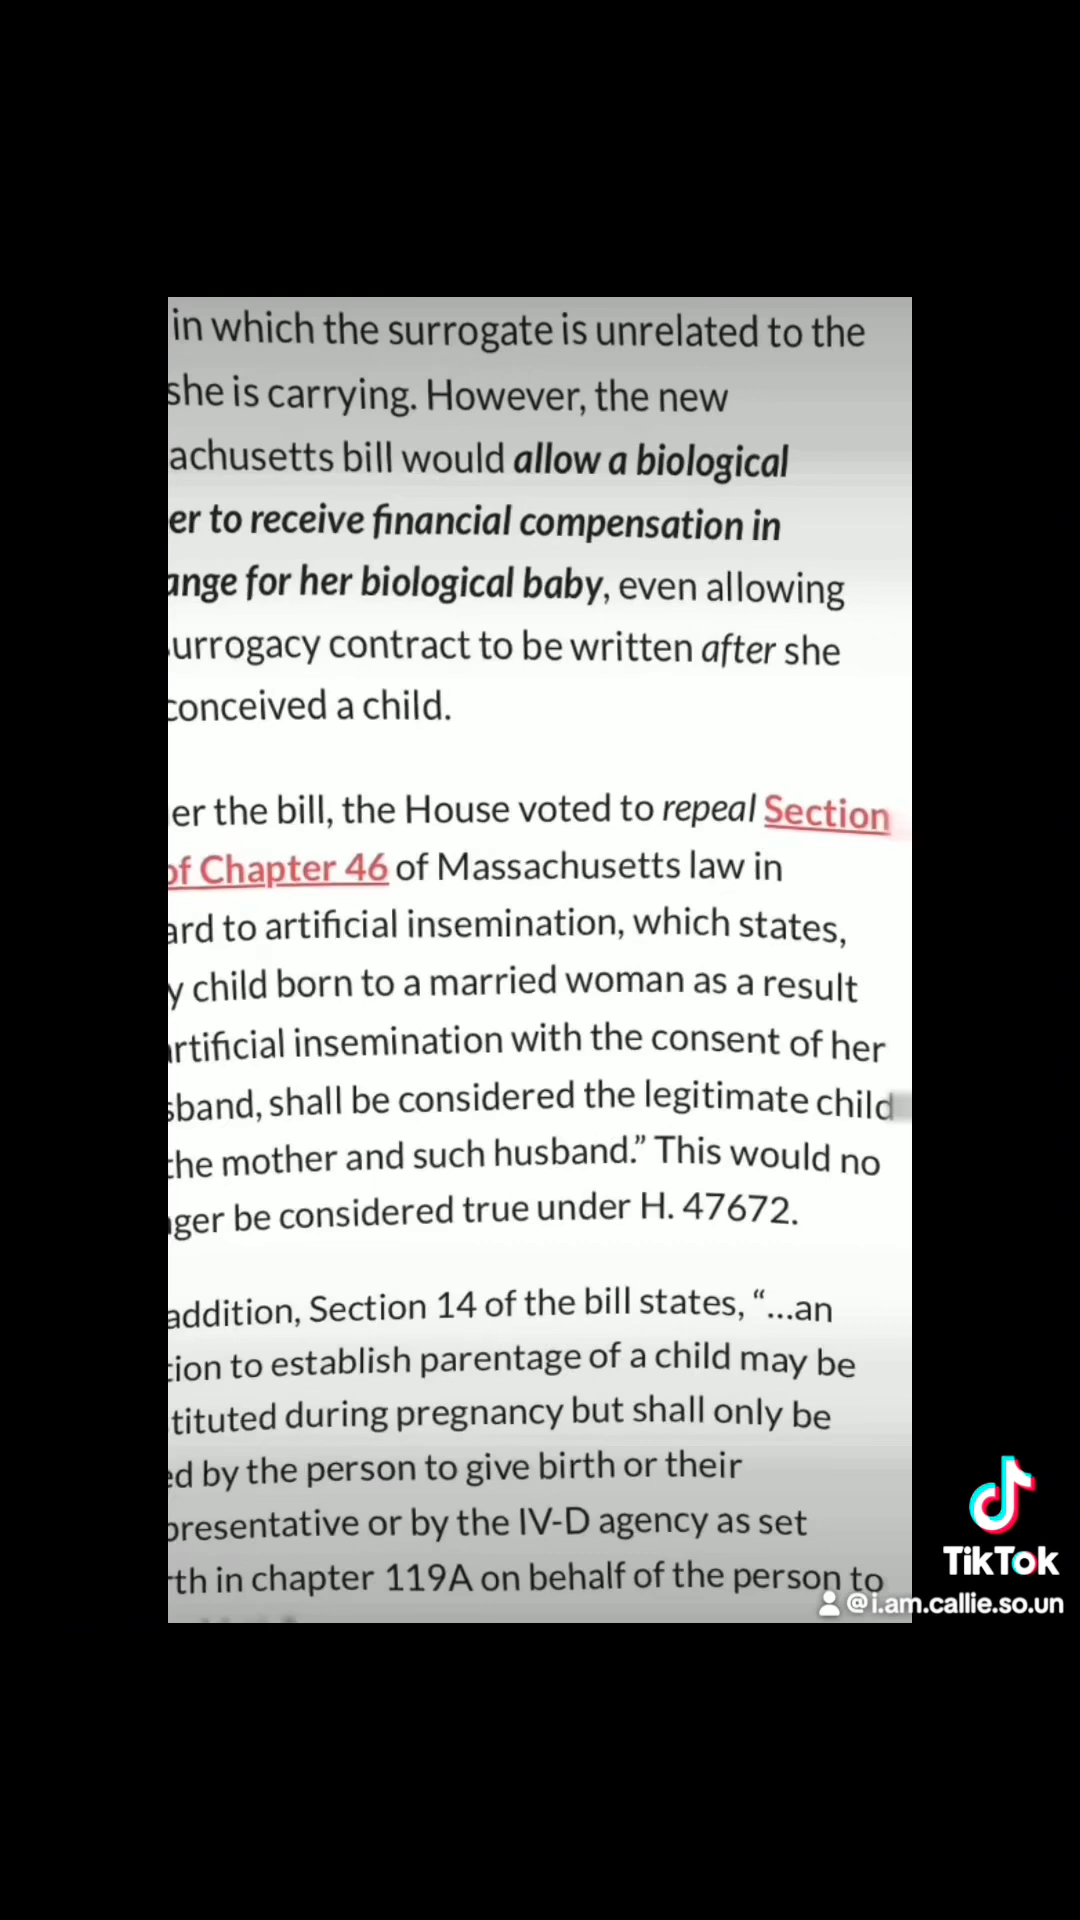 in which the surrogate is unrelated to the
she is carrying. However, the new
achusetts bill would allow a biological
er to receive financial compensation in
ange for her biological baby, even allowing
urrogacy contract to be written after she
conceived a child.
er the bill, the House voted to repeal Section
of Chapter 46 of Massachusetts law in
ard to artificial insemination, which states,
y child born to a married woman as a result
rtificial insemination with the consent of her
sband, shall be considered the legitimate child
the mother and such husband.” This would no
ger be considered true under H. 47672.
addition, Section 14 of the bill states, “...an
tion to establish parentage of a child may be
tituted during pregnancy but shall only be
ed by the person to give birth or their
presentative or by the IV-D agency as set
rth in chapter 119A on behalf of the person to
TikTok
@i.am.callie.so.un